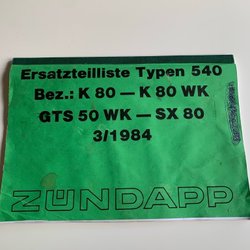 Ersatzteilliste Typen 540
Bez.: K 80 — K 80 WK
GTS 50 WK — SX 80
3/1984
ZÜNDAPP